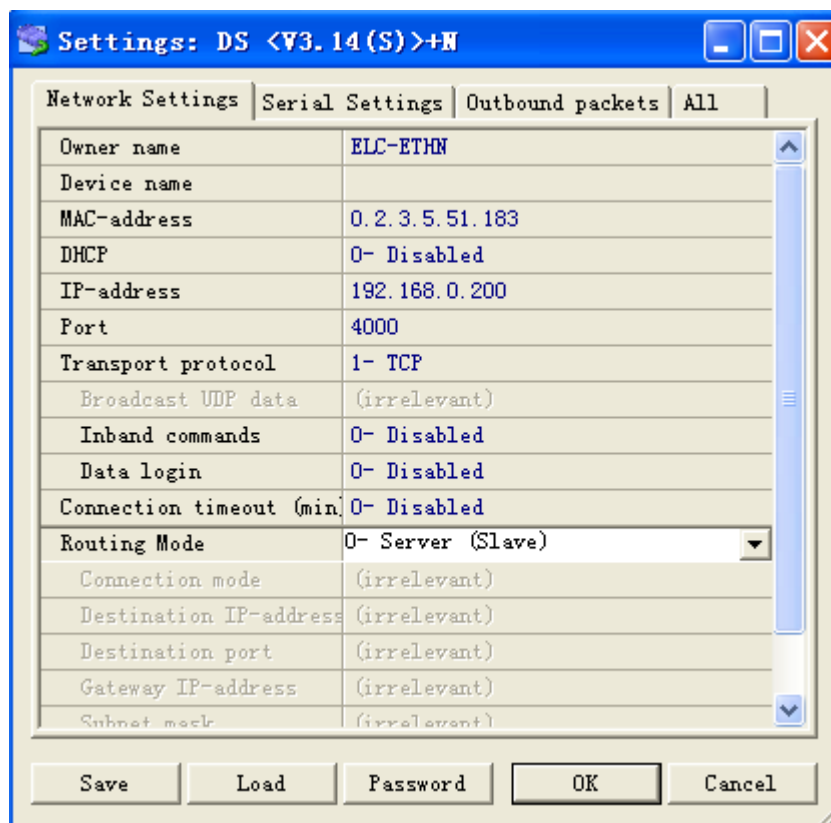 Settings: DS <V3.14(S)>+N
Network Settings Serial Settings Outbound packets All
Owner name ELC-ETHN
Device name
MAC-address 0.2.3.5.51.183
DHCP 0- Disabled
IP-address 192.168.0.200
Port 4000
Transport protocol 1- TCP
Broadcast UDP data (irrelevant)
Inband commands 0- Disabled
Data login 0- Disabled
Connection timeout (min) 0- Disabled
Routing Mode 0- Server (Slave)
Connection mode (irrelevant)
Destination IP-address (irrelevant)
Destination port (irrelevant)
Gateway IP-address (irrelevant)
Subnet mask (irrelevant)
Save Load Password OK Cancel